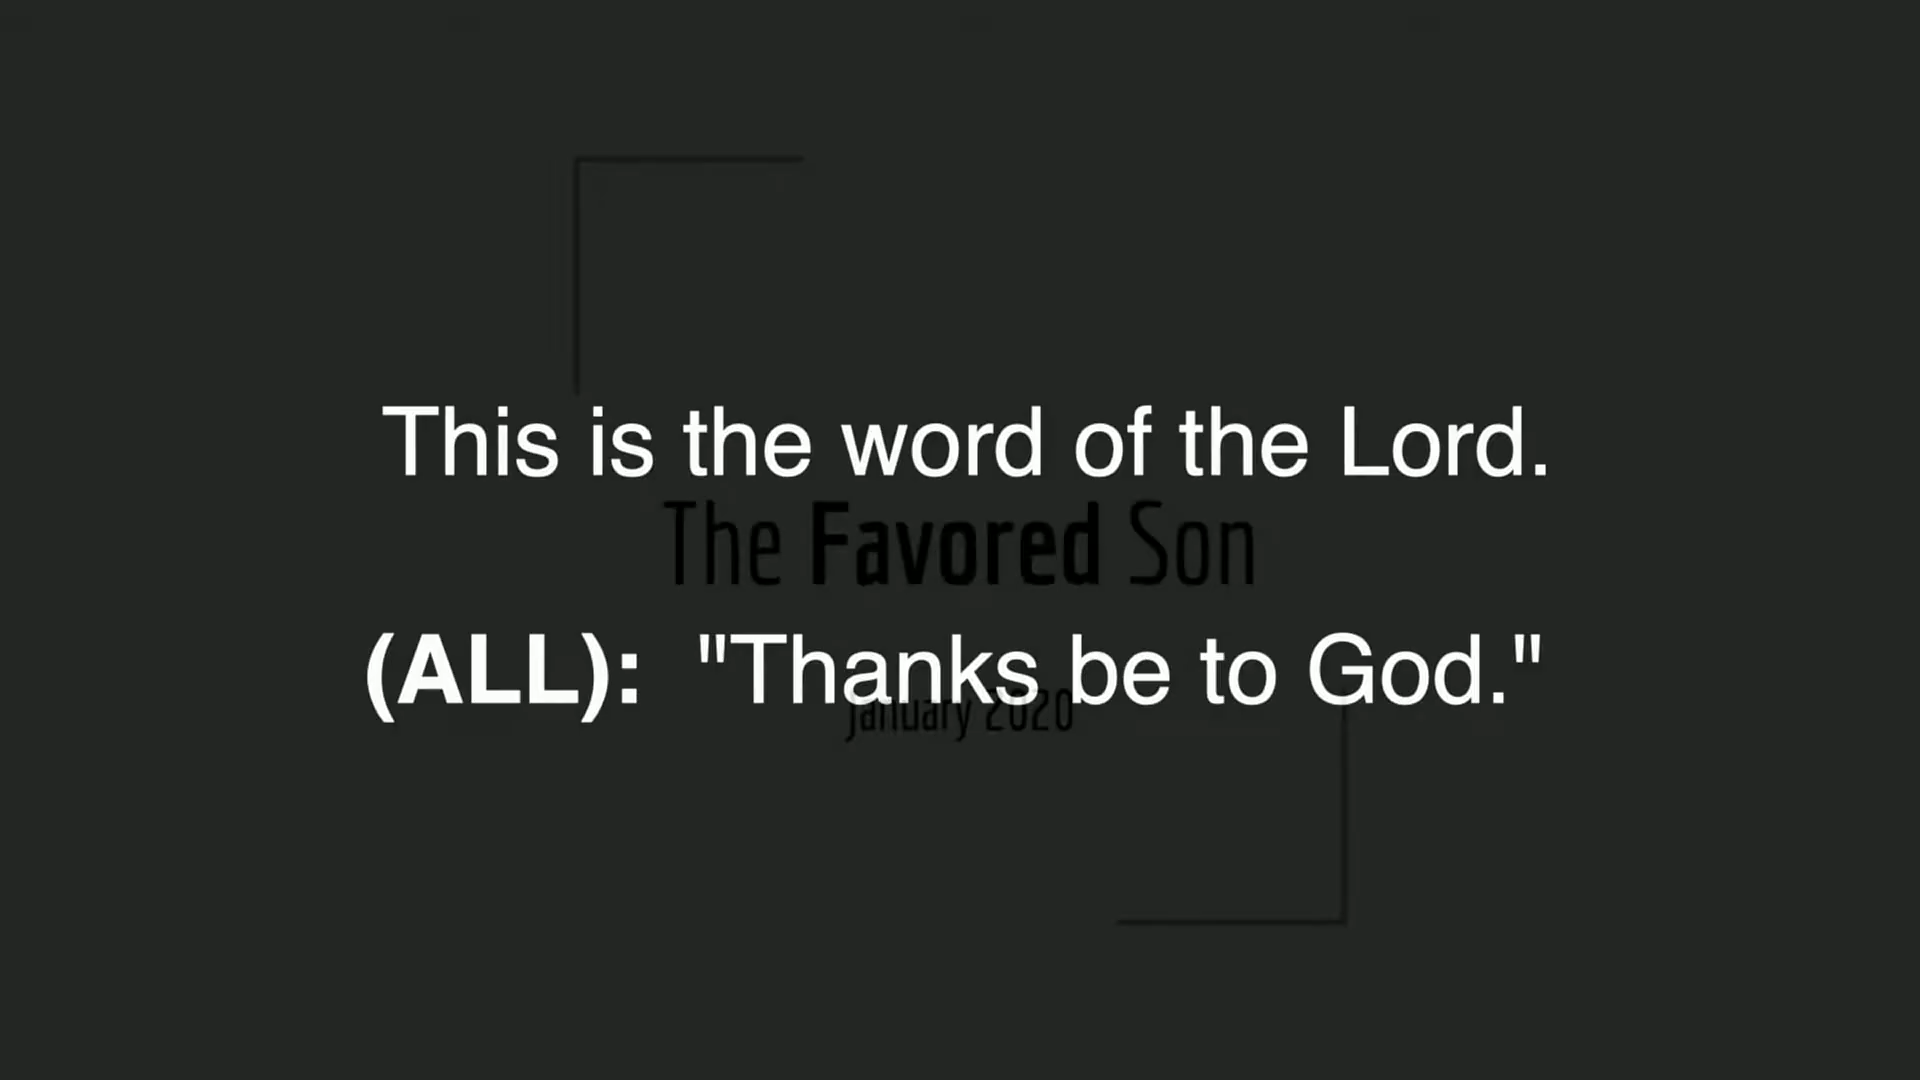 This is the word of the Lord.
The Favored Son
(ALL): "Thanks be to God."
January 2020